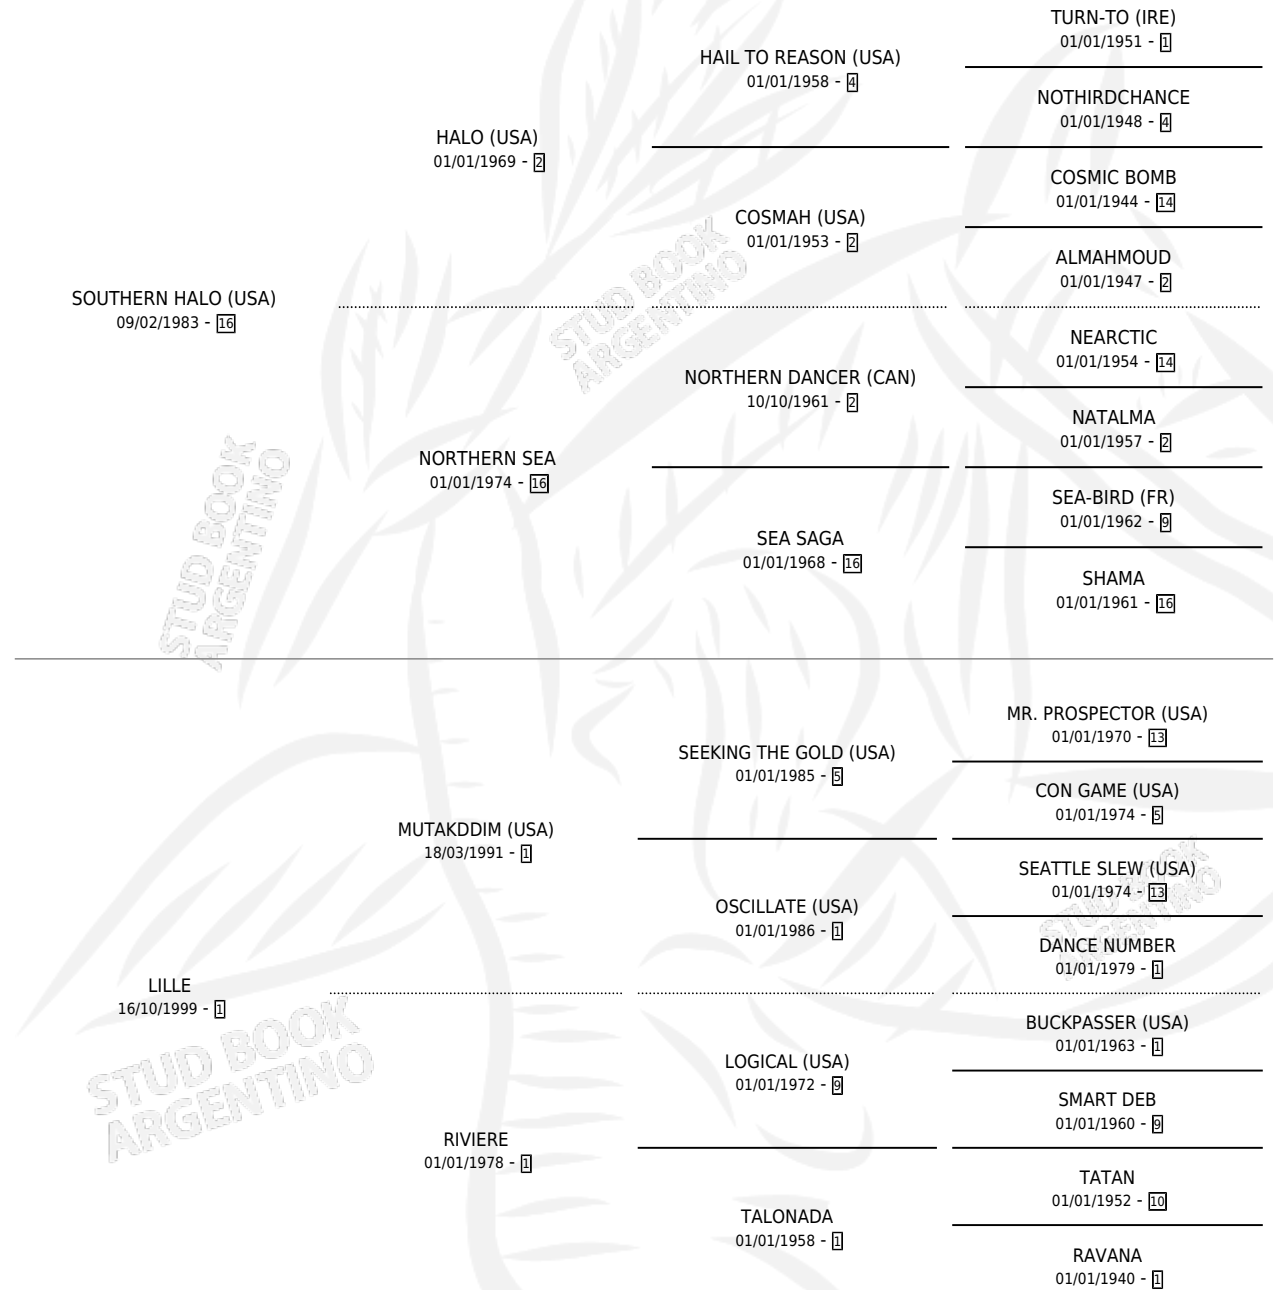 TURN-TO (IRE)
01/01/1951 - 1
HAIL TO REASON (USA)
01/01/1958 - 4
NOTHIRDCHANCE
01/01/1948 - 4
HALO (USA)
01/01/1969 - 2
COSMIC BOMB
01/01/1944 - 14
COSMAH (USA)
01/01/1953 - 2
ALMAHMOUD
01/01/1947 - 2
SOUTHERN HALO (USA)
09/02/1983 - 16
STUD BOOK
ARGENTINO
NEARCTIC
01/01/1954 - 14
NORTHERN DANCER (CAN)
10/10/1961 - 2
NATALMA
01/01/1957 - 2
NORTHERN SEA
01/01/1974 - 16
SEA-BIRD (FR)
01/01/1962 - 9
SEA SAGA
01/01/1968 - 16
SHAMA
01/01/1961 - 16
STUD BOOK
ARGENTINO
MR. PROSPECTOR (USA)
01/01/1970 - 13
SEEKING THE GOLD (USA)
01/01/1985 - 5
CON GAME (USA)
01/01/1974 - 5
MUTAKDDIM (USA)
18/03/1991 - 1
SEATTLE SLEW (USA)
01/01/1974 - 13
STUD BOOK
ARGENTINO
OSCILLATE (USA)
01/01/1986 - 1
DANCE NUMBER
01/01/1979 - 1
LILLE
16/10/1999 - 1
STUD BOOK
ARGENTINO
BUCKPASSER (USA)
01/01/1963 - 1
LOGICAL (USA)
01/01/1972 - 9
SMART DEB
01/01/1960 - 9
RIVIERE
01/01/1978 - 1
TATAN
01/01/1952 - 10
TALONADA
01/01/1958 - 1
RAVANA
01/01/1940 - 1